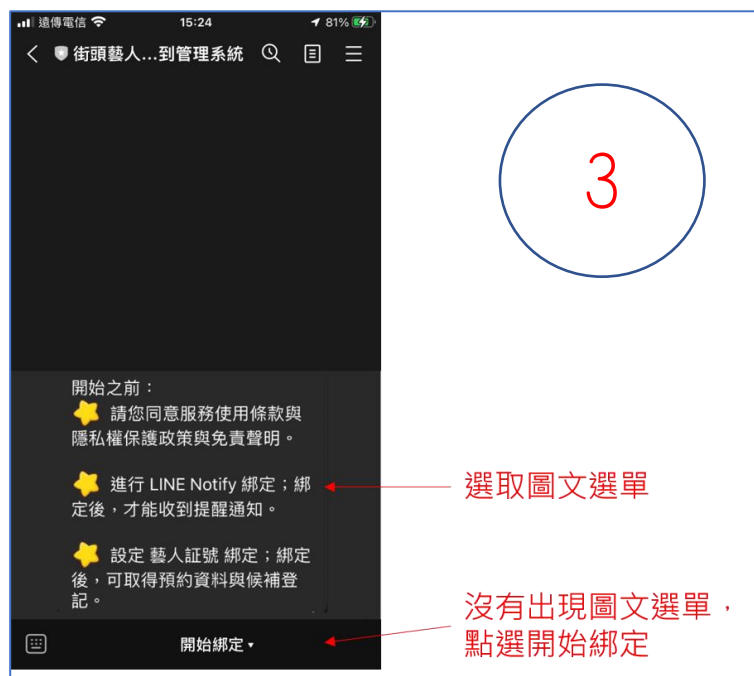 遠傳電信 15:24 81%
街頭藝人...到管理系統
3
開始之前：
請您同意服務使用條款與
隱私權保護政策與免責聲明。
進行 LINE Notify 綁定；綁
定後，才能收到提醒通知。
選取圖文選單
設定 藝人証號 綁定；綁定
後，可取得預約資料與候補登
記。
沒有出現圖文選單，
點選開始綁定
開始綁定▾